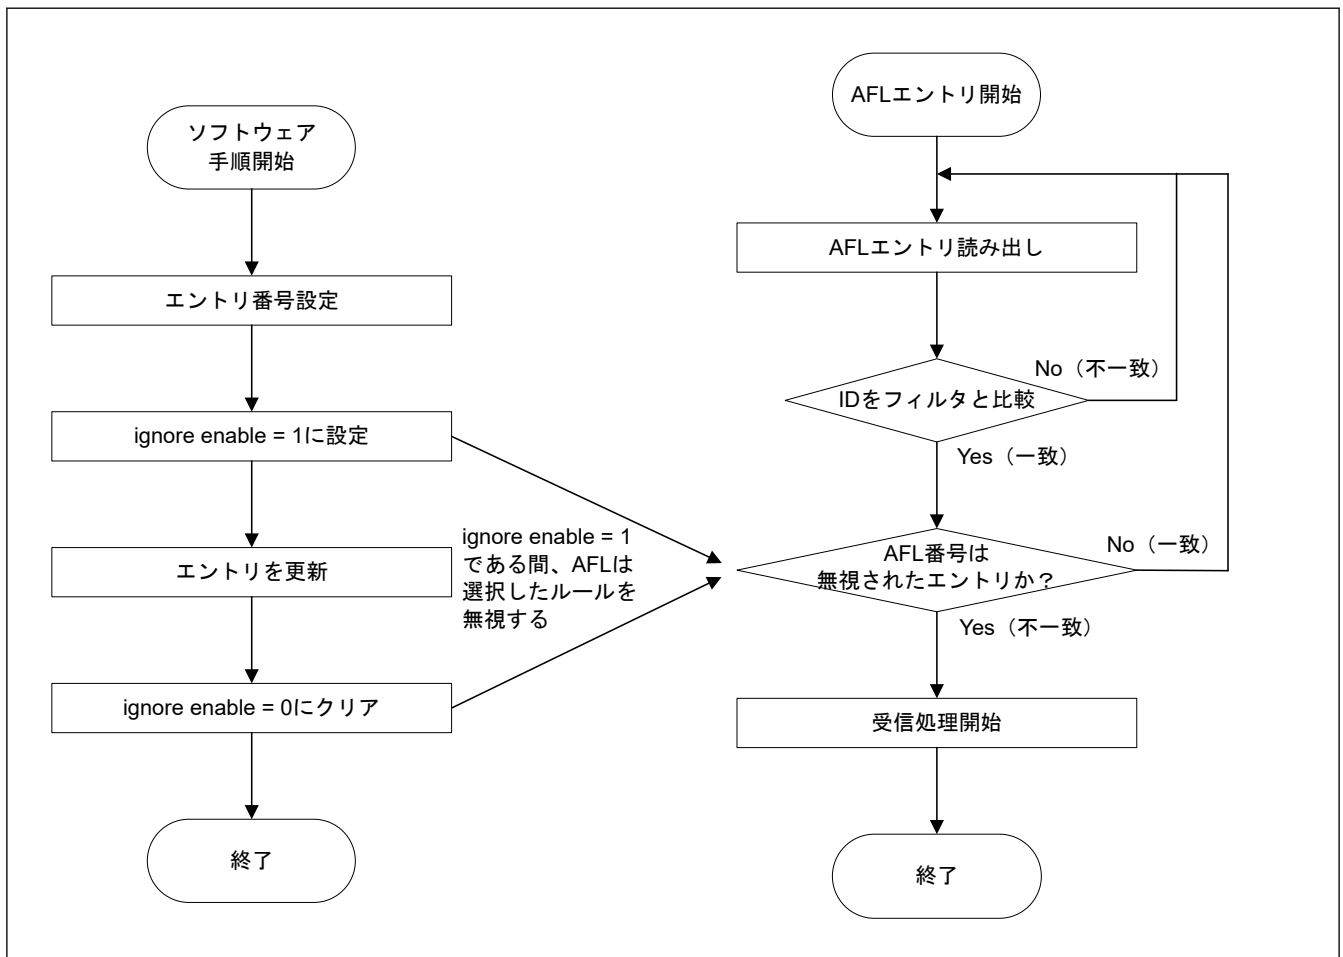 ソフトウェア
手順開始
エントリ番号設定
ignore enable = 1に設定
エントリを更新
ignore enable = 0にクリア
終了
ignore enable = 1
である間、AFLは
選択したルールを
無視する
AFLエントリ開始
AFLエントリ読み出し
IDをフィルタと比較
No（不一致）
Yes（一致）
AFL番号は
無視されたエントリか？
No（一致）
Yes（不一致）
受信処理開始
終了